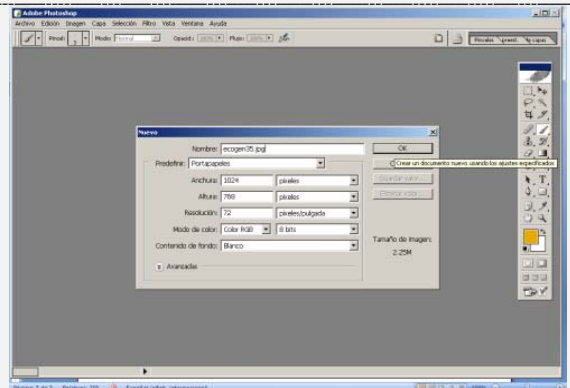 Adobe Photoshop
Archivo Edición Imagen Capa Selección Filtro Vista Ventana Ayuda
Pincel: Modo: Normal Opacid.: 100% Flujo: 100%
Nuevo
Nombre: ecogen35.jpg OK
Predefinir: Portapapeles
Crear un documento nuevo usando los ajustes especificados
Anchura: 1024 píxeles
Altura: 768 píxeles
Resolución: 72 píxeles/pulgada
Modo de color: Color RGB 8 bits
Contenido de fondo: Blanco
Tamaño de imagen:
2.25M
Avanzadas